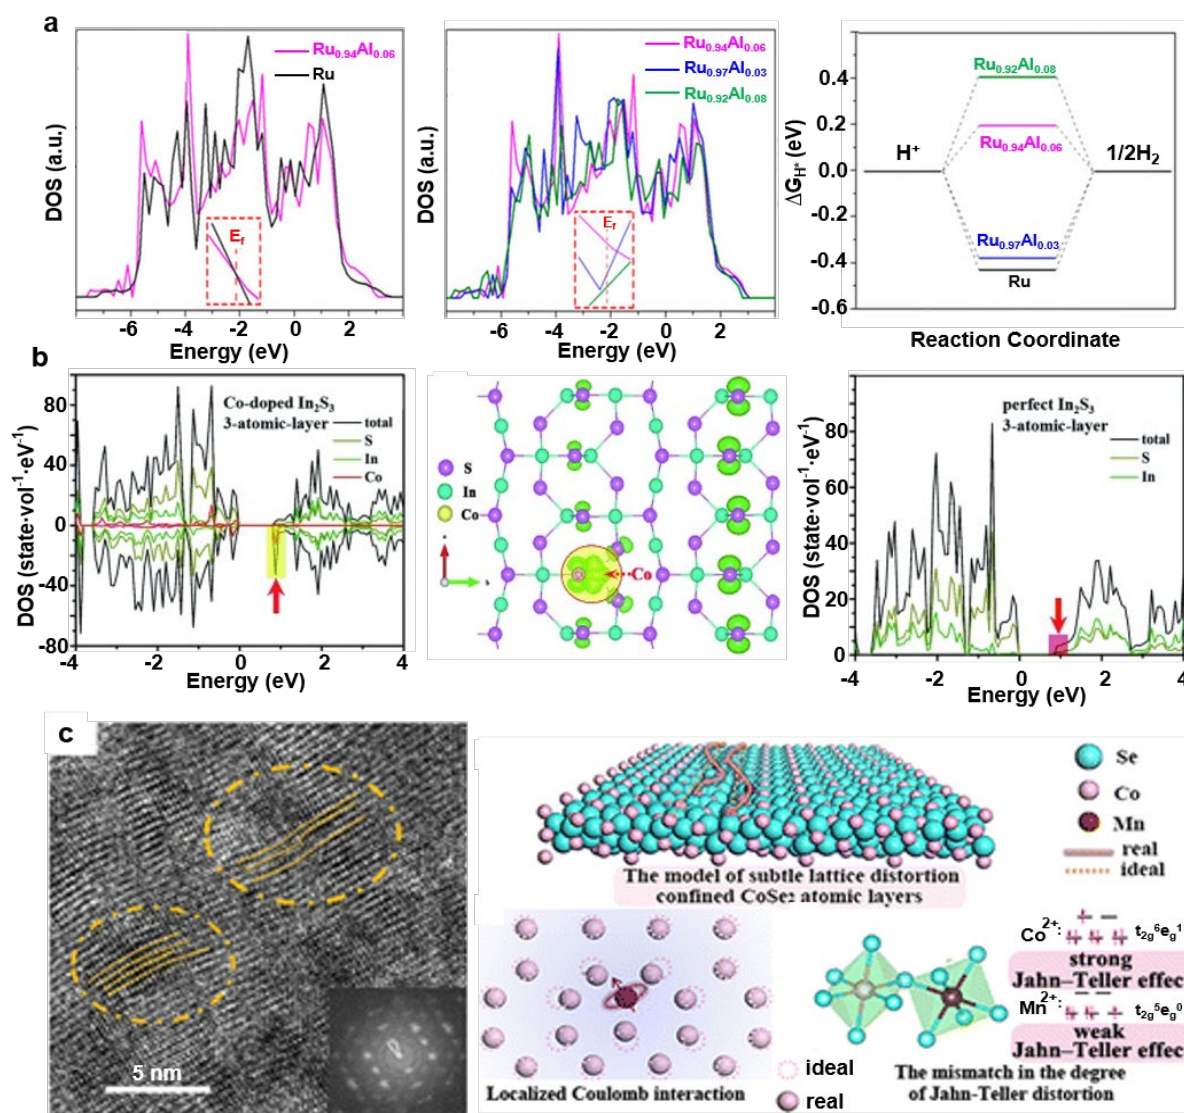 a
Ru0.94Al0.06
Ru
DOS (a.u.)
Ef
-6 -4 -2 0 2
Energy (eV)
Ru0.94Al0.06
Ru0.97Al0.03
Ru0.92Al0.08
DOS (a.u.)
Ef
-6 -4 -2 0 2
Energy (eV)
0.4
0.2
0.0
-0.2
-0.4
-0.6
ΔGH* (eV)
Ru0.92Al0.08
Ru0.94Al0.06
H+
1/2H2
Ru0.97Al0.03
Ru
Reaction Coordinate
b
80
40
0
-40
-80
DOS (state·vol-1·eV-1)
Co-doped In2S3
3-atomic-layer
total
S
In
Co
-4 -2 0 2 4
Energy (eV)
S
In
Co
Co
b
80
60
40
20
0
DOS (state·vol-1·eV-1)
perfect In2S3
3-atomic-layer
total
S
In
-4 -2 0 2 4
Energy (eV)
c
5 nm
Se
Co
Mn
real
ideal
The model of subtle lattice distortion
confined CoSe2 atomic layers
Localized Coulomb interaction
ideal
real
Co2+: t2g6eg1
strong
Jahn–Teller effec
Mn2+: t2g5eg0
weak
Jahn–Teller effec
The mismatch in the degree
of Jahn-Teller distortion